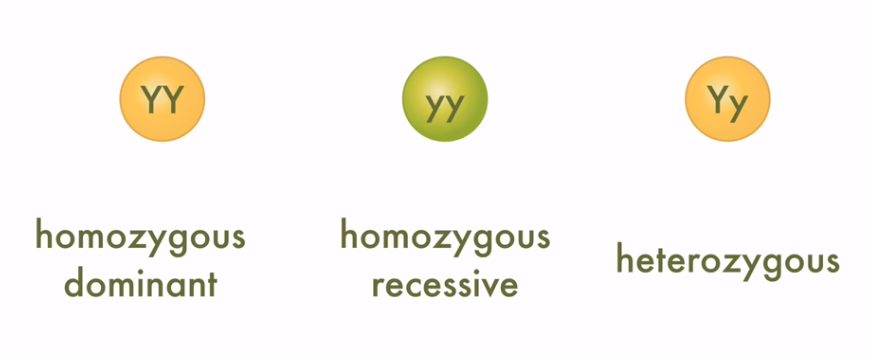 YY
yy
Yy
homozygous
dominant
homozygous
recessive
heterozygous